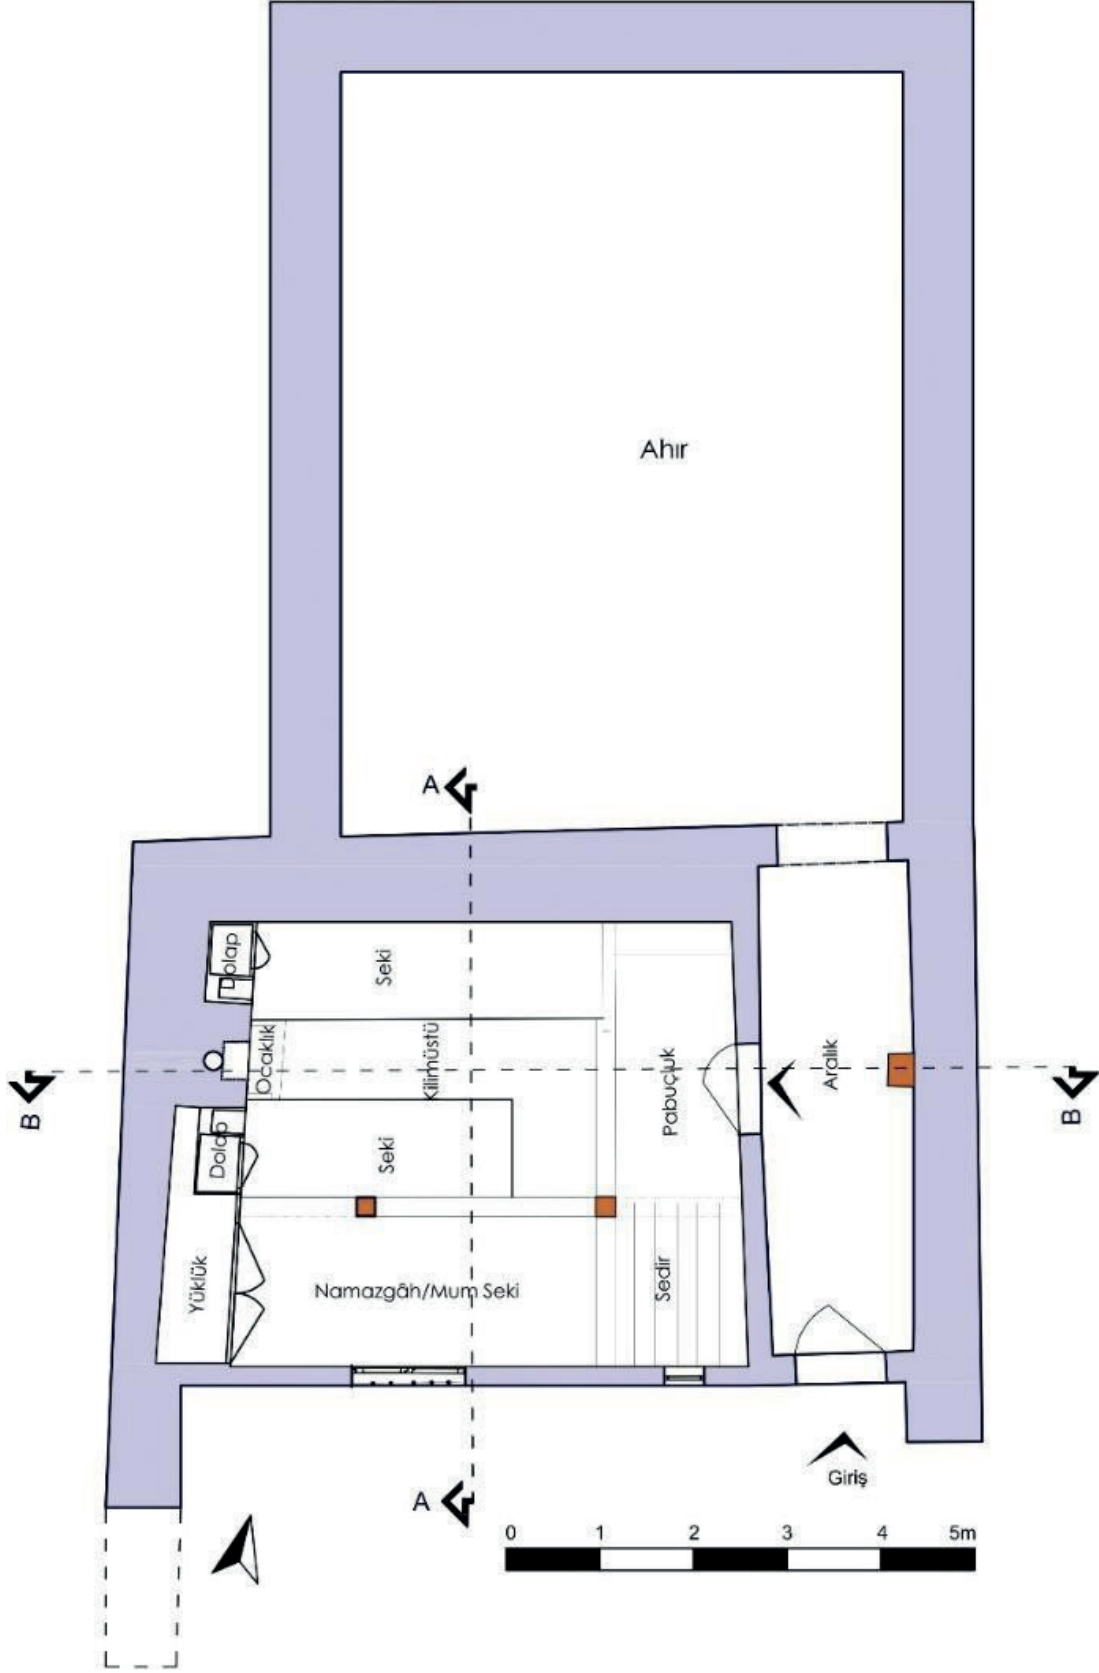 Ahır
A
Dolap
Seki
Ocaklık
Kilimüstü
Pabuçluk
Aralık
B
B
Dolap
Seki
Yüklük
Namazgâh/Mum Seki
Sedir
Giriş
A
0 1 2 3 4 5m